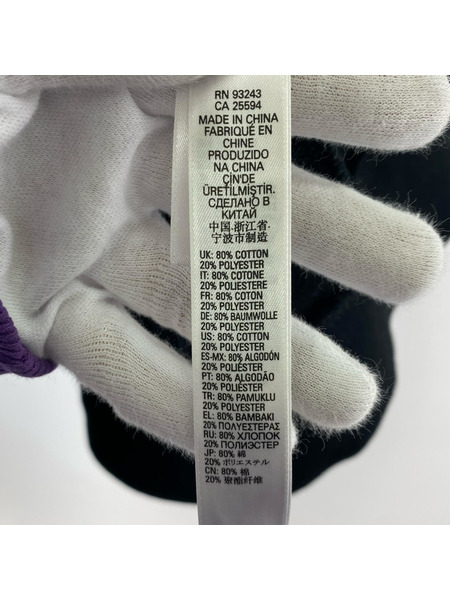 RN 93243
CA 25594
MADE IN CHINA
FABRIQUÉ EN
CHINE
PRODUZIDO
NA CHINA
ÇIN'DE
ÜRETİLMİŞTİR.
СДЕЛАНО В
КИТАЙ
中国·浙江省·
宁波市制造
UK: 80% COTTON
20% POLYESTER
IT: 80% COTONE
20% POLIESTERE
FR: 80% COTON
20% POLYESTER
DE: 80% BAUMWOLLE
20% POLYESTER
US: 80% COTTON
20% POLYESTER
ES-MX: 80% ALGODÓN
20% POLIÉSTER
PT: 80% ALGODÃO
20% POLIÉSTER
TR: 80% PAMUKLU
20% POLYESTER
EL: 80% ΒΑΜΒΑΚΙ
20% ΠΟΛΥΕΣΤΕΡΑΣ
RU: 80% ХЛОПОК
20% ПОЛИЭСТЕР
JP: 80% 綿
20% ポリエステル
CN: 80% 棉
20% 聚酯纤维